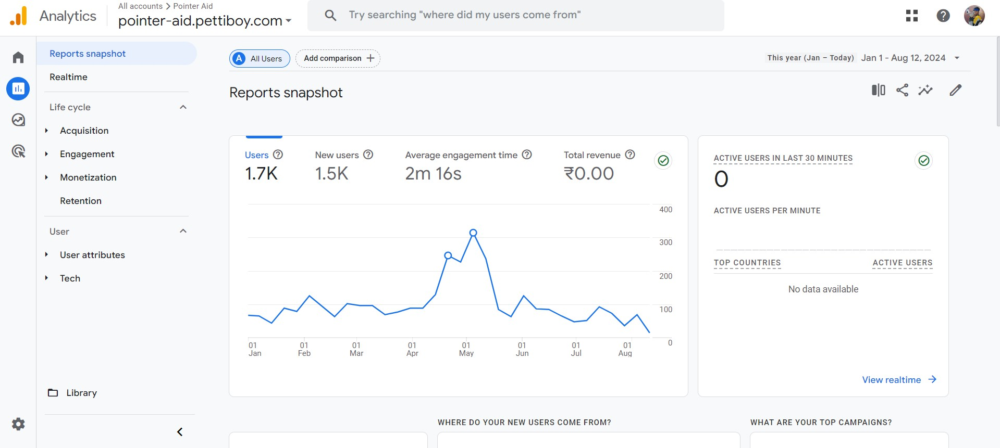 Analytics
All accounts > Pointer Aid
pointer-aid.pettiboy.com
Try searching "where did my users come from"
Reports snapshot
Realtime
Life cycle
Acquisition
Engagement
Monetization
Retention
User
User attributes
Tech
Library
A All Users
Add comparison +
This year (Jan – Today) Jan 1 - Aug 12, 2024
Reports snapshot
Users
1.7K
New users
1.5K
Average engagement time
2m 16s
Total revenue
₹0.00
400
300
200
100
0
01 Jan
01 Feb
01 Mar
01 Apr
01 May
01 Jun
01 Jul
01 Aug
ACTIVE USERS IN LAST 30 MINUTES
0
ACTIVE USERS PER MINUTE
TOP COUNTRIES ACTIVE USERS
No data available
View realtime
WHERE DO YOUR NEW USERS COME FROM?
WHAT ARE YOUR TOP CAMPAIGNS?